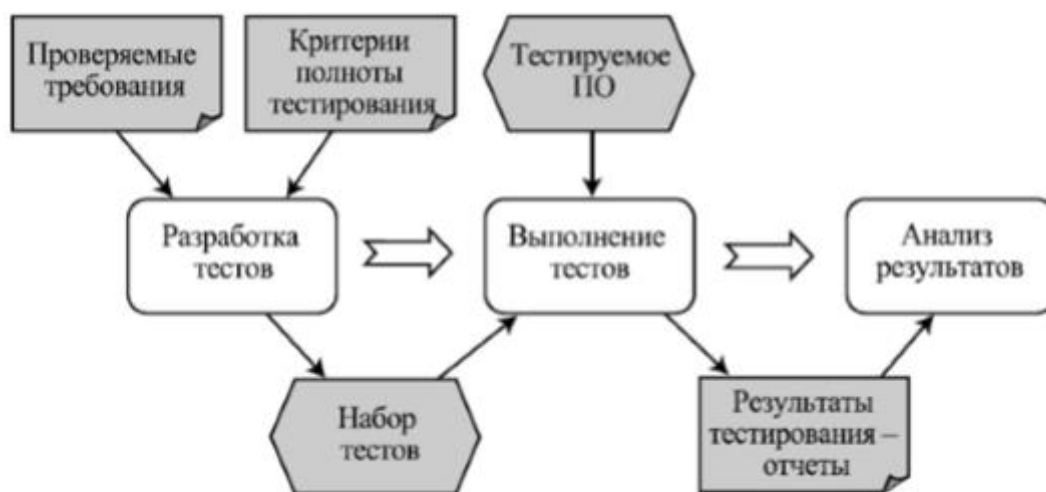 Проверяемые
требования
Критерии
полноты
тестирования
Тестируемое
ПО
Разработка
тестов
Выполнение
тестов
Анализ
результатов
Набор
тестов
Результаты
тестирования –
отчеты